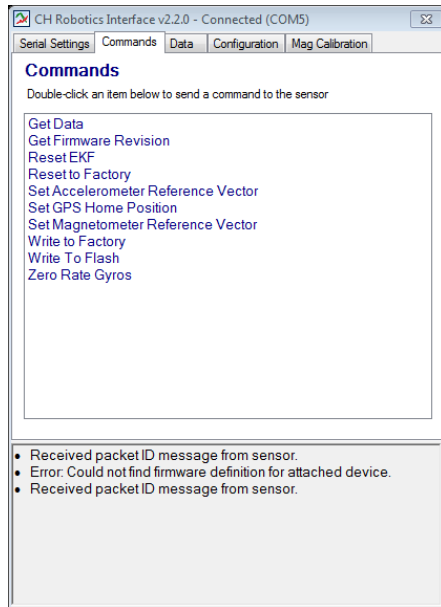 CH Robotics Interface v2.2.0 - Connected (COM5)
Serial Settings Commands Data Configuration Mag Calibration
Commands
Double-click an item below to send a command to the sensor
Get Data
Get Firmware Revision
Reset EKF
Reset to Factory
Set Accelerometer Reference Vector
Set GPS Home Position
Set Magnetometer Reference Vector
Write to Factory
Write To Flash
Zero Rate Gyros
• Received packet ID message from sensor.
• Error: Could not find firmware definition for attached device.
• Received packet ID message from sensor.